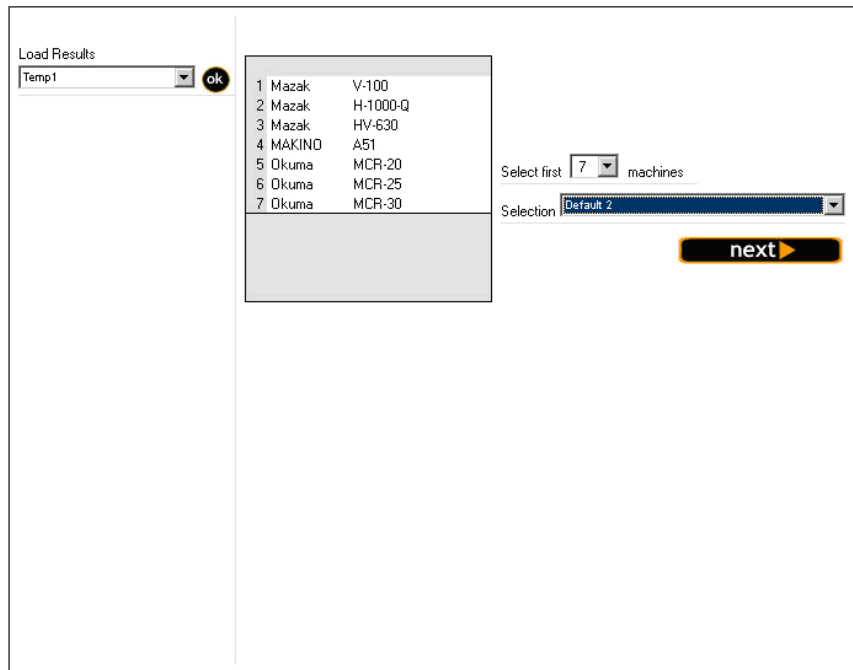 Load Results
Temp1 ok
1 Mazak V-100
2 Mazak H-1000-Q
3 Mazak HV-630
4 MAKINO A51
5 Okuma MCR-20
6 Okuma MCR-25
7 Okuma MCR-30
Select first 7 machines
Selection Default 2
next